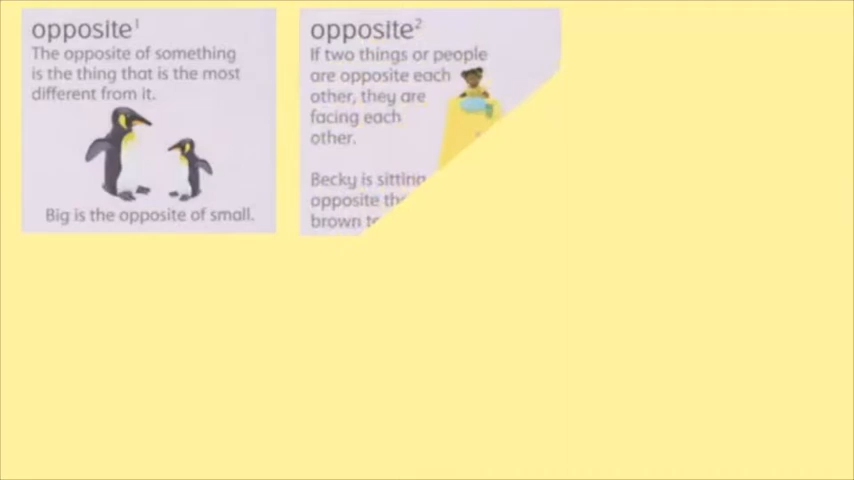 opposite¹
The opposite of something
is the thing that is the most
different from it.
Big is the opposite of small.
opposite²
If two things or people
are opposite each
other, they are
facing each
other.
Becky is sitting
opposite
brown